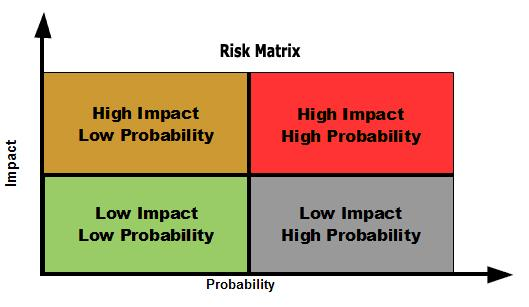 Risk Matrix
Impact
High Impact
Low Probability
High Impact
High Probability
Low Impact
Low Probability
Low Impact
High Probability
Probability